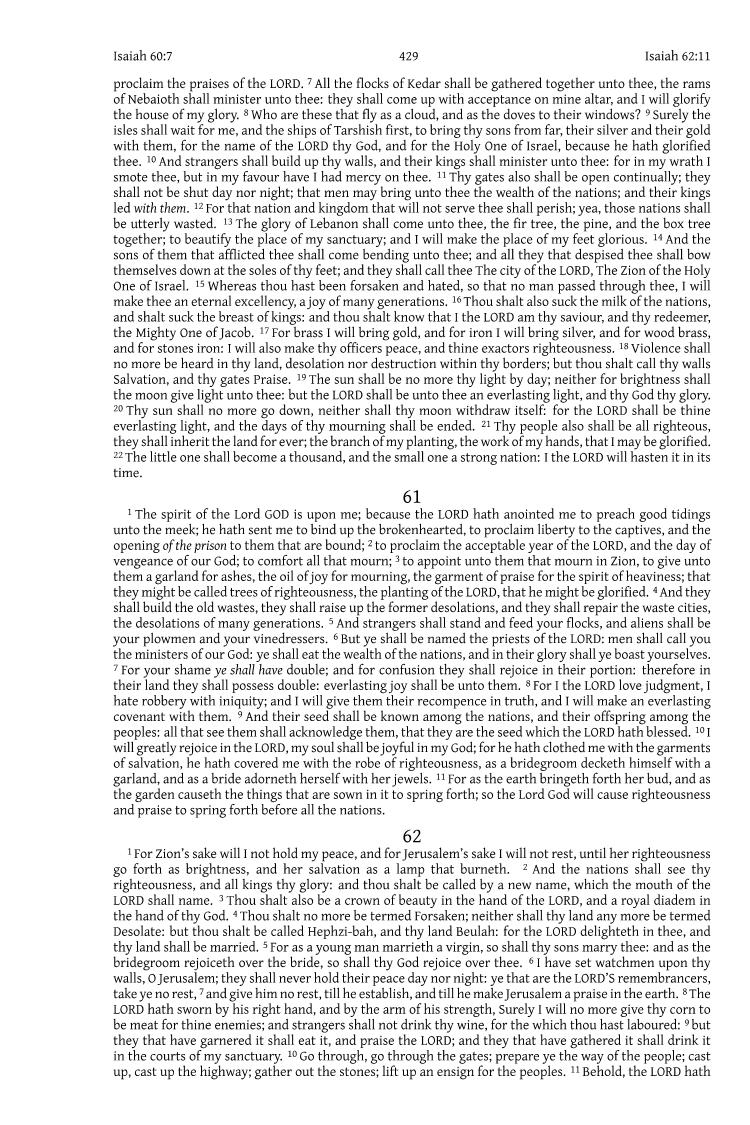 Isaiah 60:7 429 Isaiah 62:11
proclaim the praises of the LORD. 7 All the flocks of Kedar shall be gathered together unto thee, the rams
of Nebaioth shall minister unto thee: they shall come up with acceptance on mine altar, and I will glorify
the house of my glory. 8 Who are these that fly as a cloud, and as the doves to their windows? 9 Surely the
isles shall wait for me, and the ships of Tarshish first, to bring thy sons from far, their silver and their gold
with them, for the name of the LORD thy God, and for the Holy One of Israel, because he hath glorified
thee. 10 And strangers shall build up thy walls, and their kings shall minister unto thee: for in my wrath I
smote thee, but in my favour have I had mercy on thee. 11 Thy gates also shall be open continually; they
shall not be shut day nor night; that men may bring unto thee the wealth of the nations; and their kings
led with them. 12 For that nation and kingdom that will not serve thee shall perish; yea, those nations shall
be utterly wasted. 13 The glory of Lebanon shall come unto thee, the fir tree, the pine, and the box tree
together; to beautify the place of my sanctuary; and I will make the place of my feet glorious. 14 And the
sons of them that afflicted thee shall come bending unto thee; and all they that despised thee shall bow
themselves down at the soles of thy feet; and they shall call thee The city of the LORD, The Zion of the Holy
One of Israel. 15 Whereas thou hast been forsaken and hated, so that no man passed through thee, I will
make thee an eternal excellency, a joy of many generations. 16 Thou shalt also suck the milk of the nations,
and shalt suck the breast of kings: and thou shalt know that I the LORD am thy saviour, and thy redeemer,
the Mighty One of Jacob. 17 For brass I will bring gold, and for iron I will bring silver, and for wood brass,
and for stones iron: I will also make thy officers peace, and thine exactors righteousness. 18 Violence shall
no more be heard in thy land, desolation nor destruction within thy borders; but thou shalt call thy walls
Salvation, and thy gates Praise. 19 The sun shall be no more thy light by day; neither for brightness shall
the moon give light unto thee: but the LORD shall be unto thee an everlasting light, and thy God thy glory.
20 Thy sun shall no more go down, neither shall thy moon withdraw itself: for the LORD shall be thine
everlasting light, and the days of thy mourning shall be ended. 21 Thy people also shall be all righteous,
they shall inherit the land for ever; the branch of my planting, the work of my hands, that I may be glorified.
22 The little one shall become a thousand, and the small one a strong nation: I the LORD will hasten it in its
time.
61
1 The spirit of the Lord GOD is upon me; because the LORD hath anointed me to preach good tidings
unto the meek; he hath sent me to bind up the brokenhearted, to proclaim liberty to the captives, and the
opening of the prison to them that are bound; 2 to proclaim the acceptable year of the LORD, and the day of
vengeance of our God; to comfort all that mourn; 3 to appoint unto them that mourn in Zion, to give unto
them a garland for ashes, the oil of joy for mourning, the garment of praise for the spirit of heaviness; that
they might be called trees of righteousness, the planting of the LORD, that he might be glorified. 4 And they
shall build the old wastes, they shall raise up the former desolations, and they shall repair the waste cities,
the desolations of many generations. 5 And strangers shall stand and feed your flocks, and aliens shall be
your plowmen and your vinedressers. 6 But ye shall be named the priests of the LORD: men shall call you
the ministers of our God: ye shall eat the wealth of the nations, and in their glory shall ye boast yourselves.
7 For your shame ye shall have double; and for confusion they shall rejoice in their portion: therefore in
their land they shall possess double: everlasting joy shall be unto them. 8 For I the LORD love judgment, I
hate robbery with iniquity; and I will give them their recompence in truth, and I will make an everlasting
covenant with them. 9 And their seed shall be known among the nations, and their offspring among the
peoples: all that see them shall acknowledge them, that they are the seed which the LORD hath blessed. 10 I
will greatly rejoice in the LORD, my soul shall be joyful in my God; for he hath clothed me with the garments
of salvation, he hath covered me with the robe of righteousness, as a bridegroom decketh himself with a
garland, and as a bride adorneth herself with her jewels. 11 For as the earth bringeth forth her bud, and as
the garden causeth the things that are sown in it to spring forth; so the Lord God will cause righteousness
and praise to spring forth before all the nations.
62
1 For Zion's sake will I not hold my peace, and for Jerusalem's sake I will not rest, until her righteousness
go forth as brightness, and her salvation as a lamp that burneth. 2 And the nations shall see thy
righteousness, and all kings thy glory: and thou shalt be called by a new name, which the mouth of the
LORD shall name. 3 Thou shalt also be a crown of beauty in the hand of the LORD, and a royal diadem in
the hand of thy God. 4 Thou shalt no more be termed Forsaken; neither shall thy land any more be termed
Desolate: but thou shalt be called Hephzi-bah, and thy land Beulah: for the LORD delighteth in thee, and
thy land shall be married. 5 For as a young man marrieth a virgin, so shall thy sons marry thee: and as the
bridegroom rejoiceth over the bride, so shall thy God rejoice over thee. 6 I have set watchmen upon thy
walls, O Jerusalem; they shall never hold their peace day nor night: ye that are the LORD'S remembrancers,
take ye no rest, 7 and give him no rest, till he establish, and till he make Jerusalem a praise in the earth. 8 The
LORD hath sworn by his right hand, and by the arm of his strength, Surely I will no more give thy corn to
be meat for thine enemies; and strangers shall not drink thy wine, for the which thou hast laboured: 9 but
they that have garnered it shall eat it, and praise the LORD; and they that have gathered it shall drink it
in the courts of my sanctuary. 10 Go through, go through the gates; prepare ye the way of the people; cast
up, cast up the highway; gather out the stones; lift up an ensign for the peoples. 11 Behold, the LORD hath